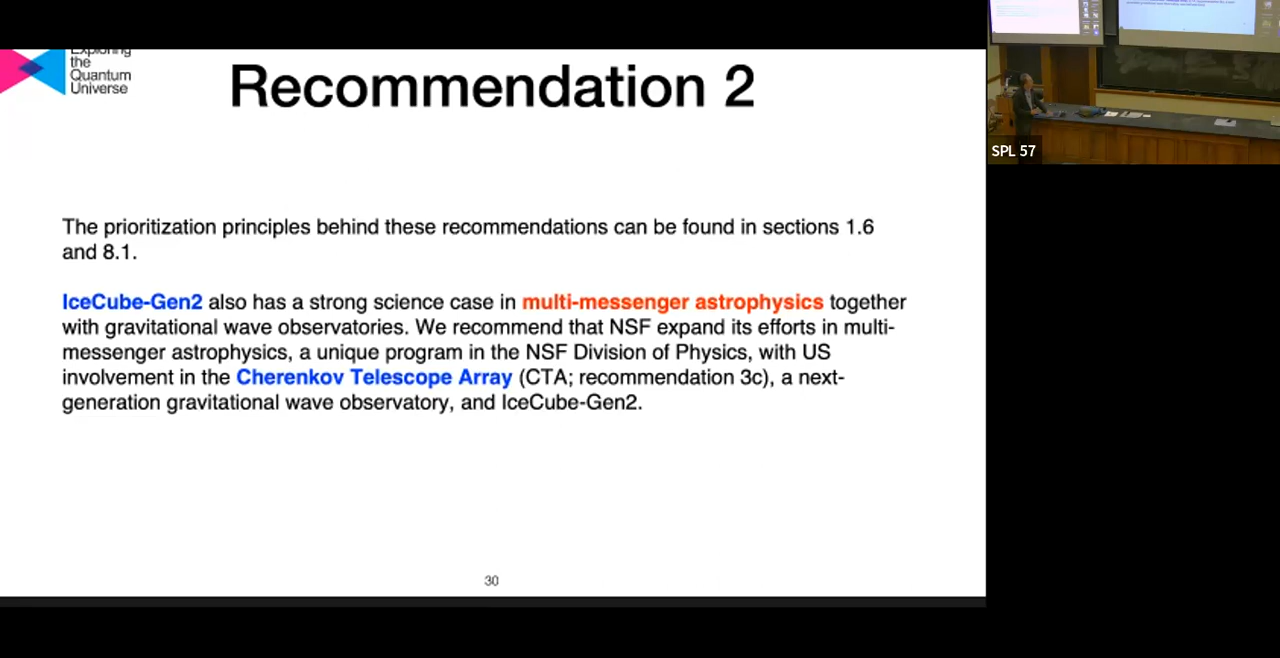 Exploring
the
Quantum
Universe
Recommendation 2
The prioritization principles behind these recommendations can be found in sections 1.6
and 8.1.
IceCube-Gen2 also has a strong science case in multi-messenger astrophysics together
with gravitational wave observatories. We recommend that NSF expand its efforts in multi-
messenger astrophysics, a unique program in the NSF Division of Physics, with US
involvement in the Cherenkov Telescope Array (CTA; recommendation 3c), a next-
generation gravitational wave observatory, and IceCube-Gen2.
30
SPL 57